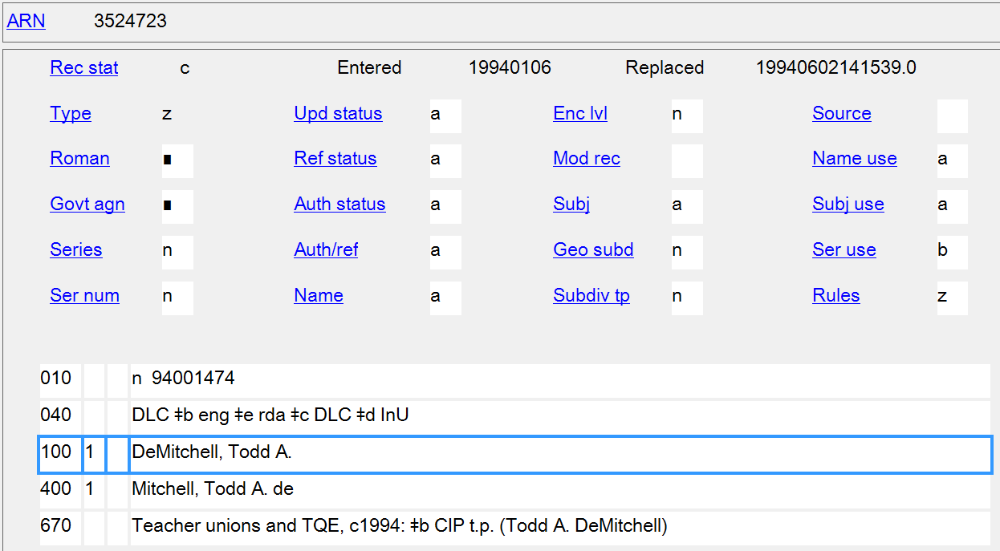 ARN 3524723
Rec stat c Entered 19940106 Replaced 19940602141539.0
Type z Upd status a Enc lvl n Source
Roman ■ Ref status a Mod rec Name use a
Govt agn ■ Auth status a Subj a Subj use a
Series n Auth/ref a Geo subd n Ser use b
Ser num n Name a Subdiv tp n Rules z
010 n 94001474
040 DLC ‡b eng ‡e rda ‡c DLC ‡d InU
100 1 DeMitchell, Todd A.
400 1 Mitchell, Todd A. de
670 Teacher unions and TQE, c1994: ‡b CIP t.p. (Todd A. DeMitchell)